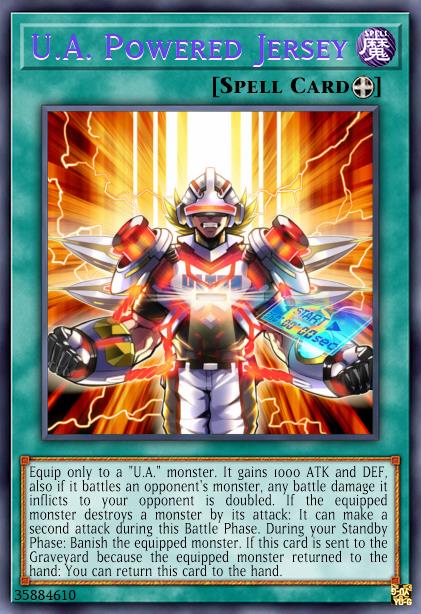 U.A. Powered Jersey
SPELL
魔
[Spell Card]
START
Equip only to a "U.A." monster. It gains 1000 ATK and DEF,
also if it battles an opponent's monster, any battle damage it
inflicts to your opponent is doubled. If the equipped
monster destroys a monster by its attack: It can make a
second attack during this Battle Phase. During your Standby
Phase: Banish the equipped monster. If this card is sent to the
Graveyard because the equipped monster returned to the
hand: You can return this card to the hand.
35884610